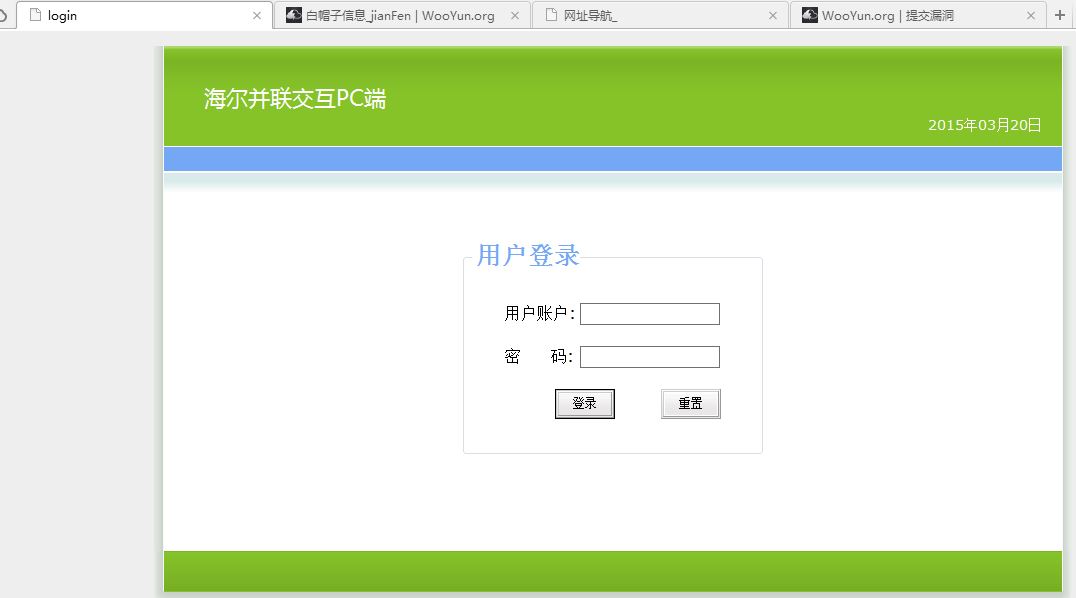 login
白帽子信息_jianFen | WooYun.org
网址导航_
WooYun.org | 提交漏洞
海尔并联交互PC端
2015年03月20日
用户登录
用户账户：
密 码：
登录 重置